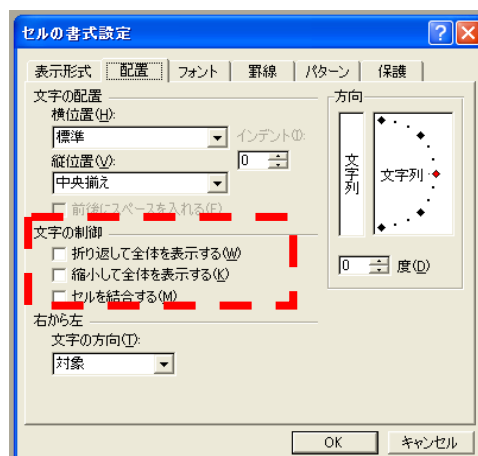 セルの書式設定
表示形式 配置 フォント 罫線 パターン 保護
文字の配置
横位置(H):
標準
インデント(I):
縦位置(V):
0
中央揃え
前後にスペースを入れる(E)
文字の制御
折り返して全体を表示する(W)
縮小して全体を表示する(K)
セルを結合する(M)
右から左
文字の方向(T):
対象
方向
文字列
文字列
0 度(D)
OK キャンセル